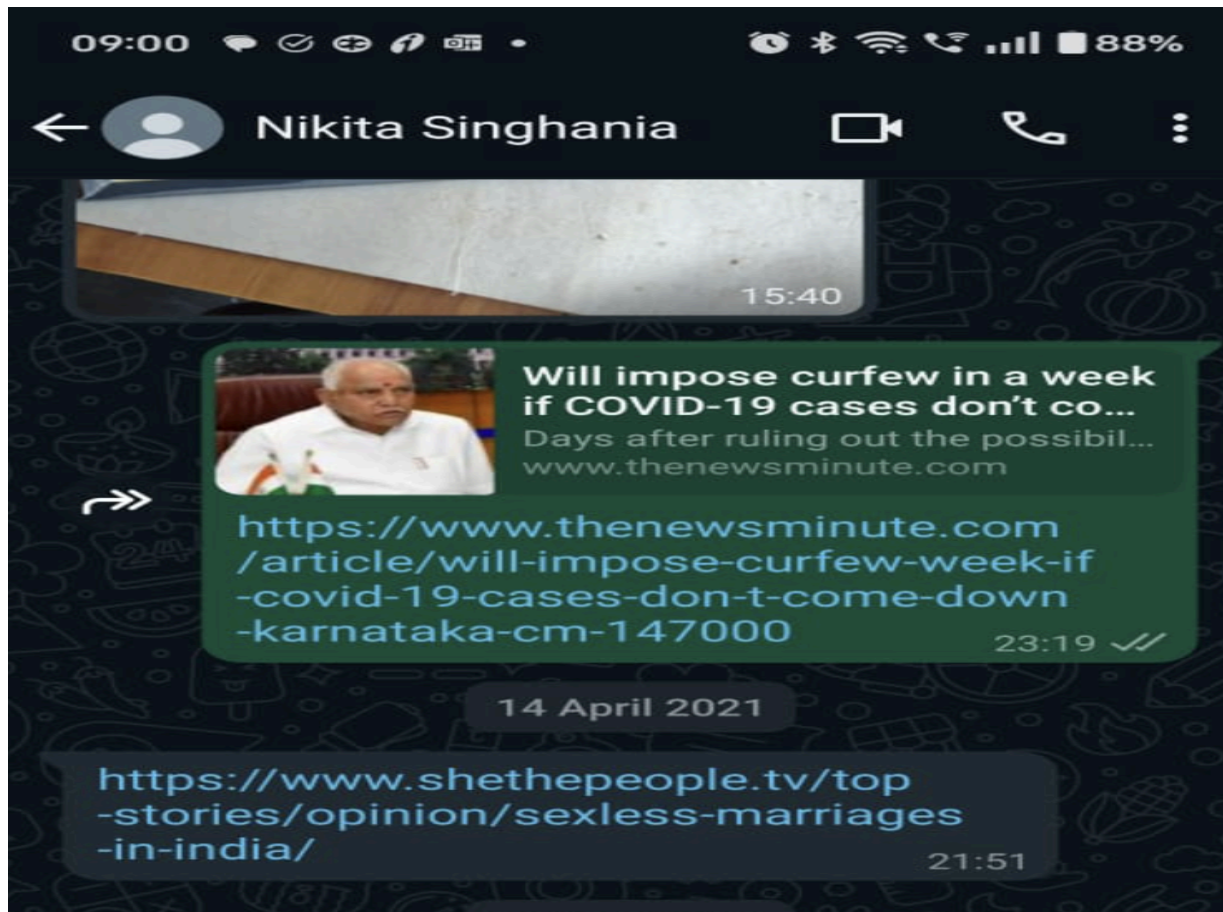 09:00
88%
Nikita Singhania
15:40
Will impose curfew in a week
if COVID-19 cases don’t co...
Days after ruling out the possibil...
www.thenewsminute.com
https://www.thenewsminute.com
/article/will-impose-curfew-week-if
-covid-19-cases-don-t-come-down
-karnataka-cm-147000
23:19
14 April 2021
https://www.shethepeople.tv/top
-stories/opinion/sexless-marriages
-in-india/
21:51